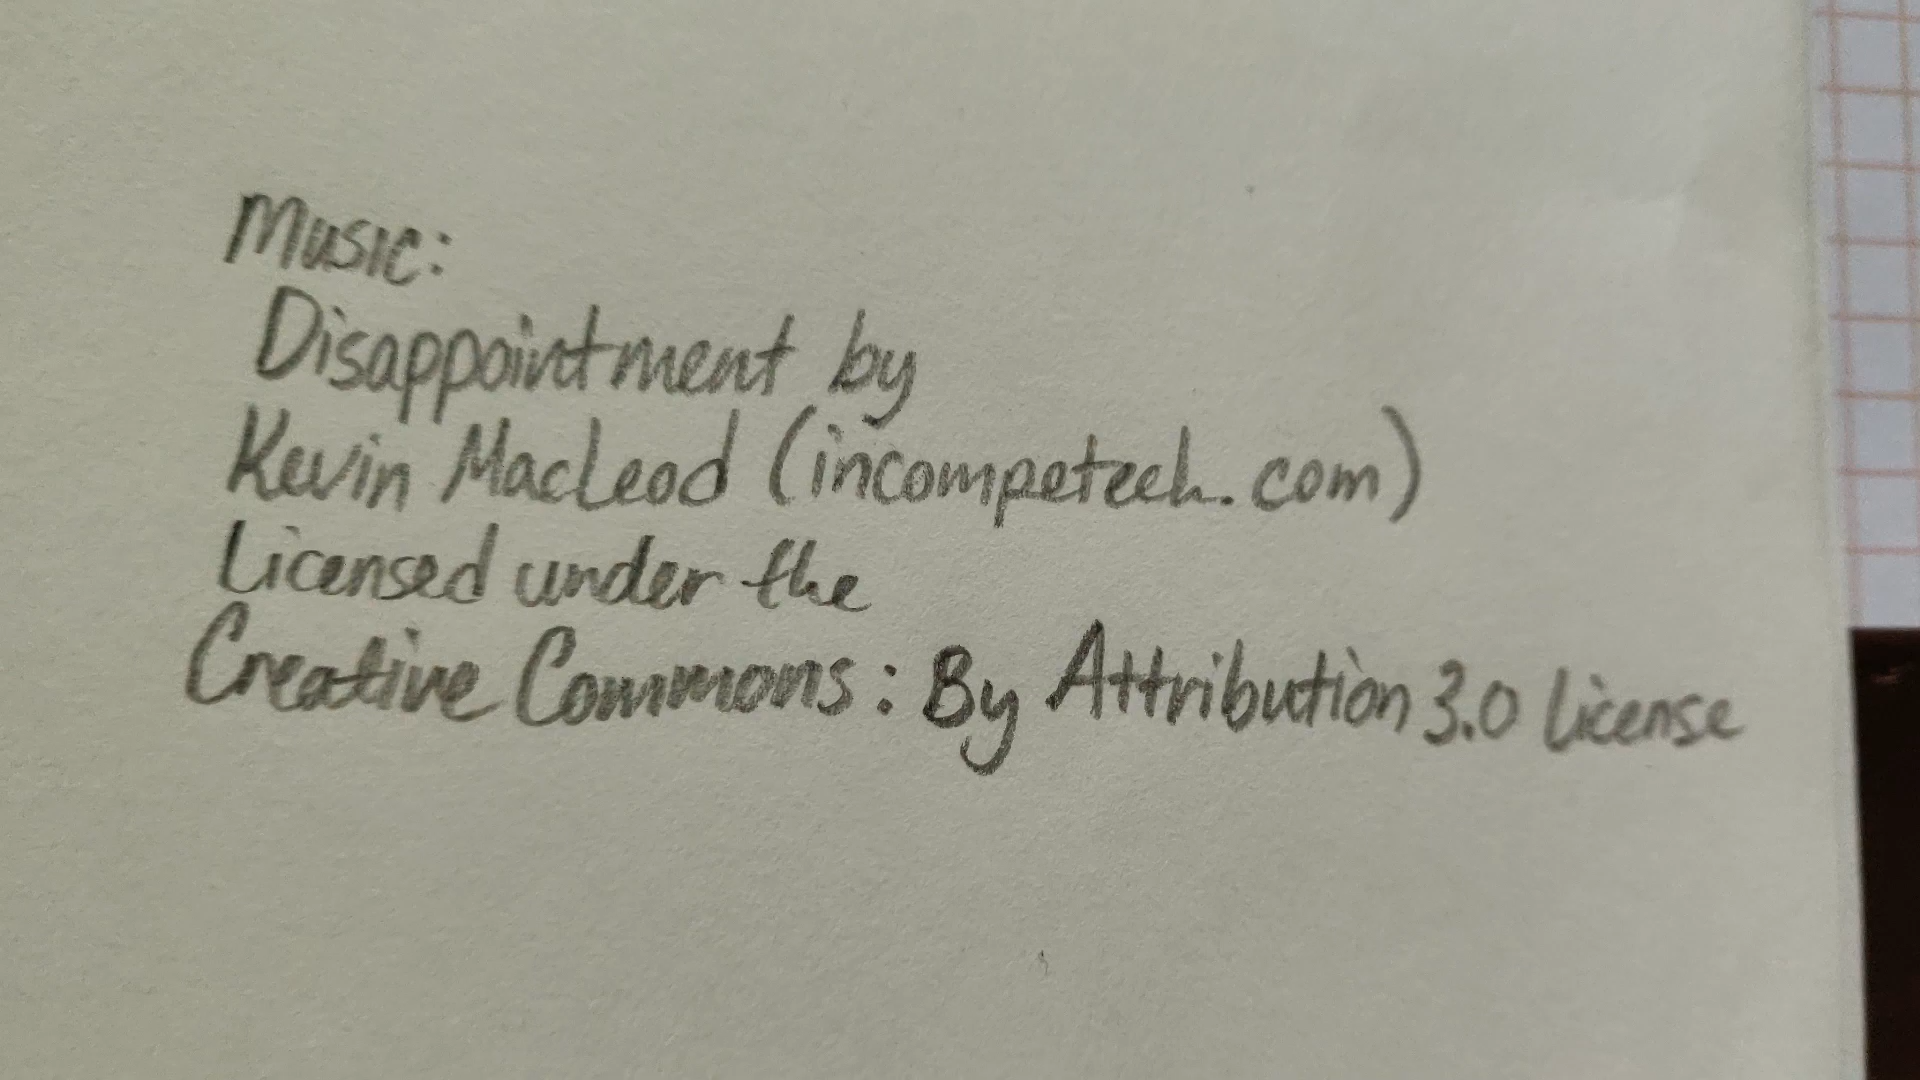 Music:
Disappointment by
Kevin MacLeod (incompetech.com)
Licensed under the
Creative Commons: By Attribution 3.0 License